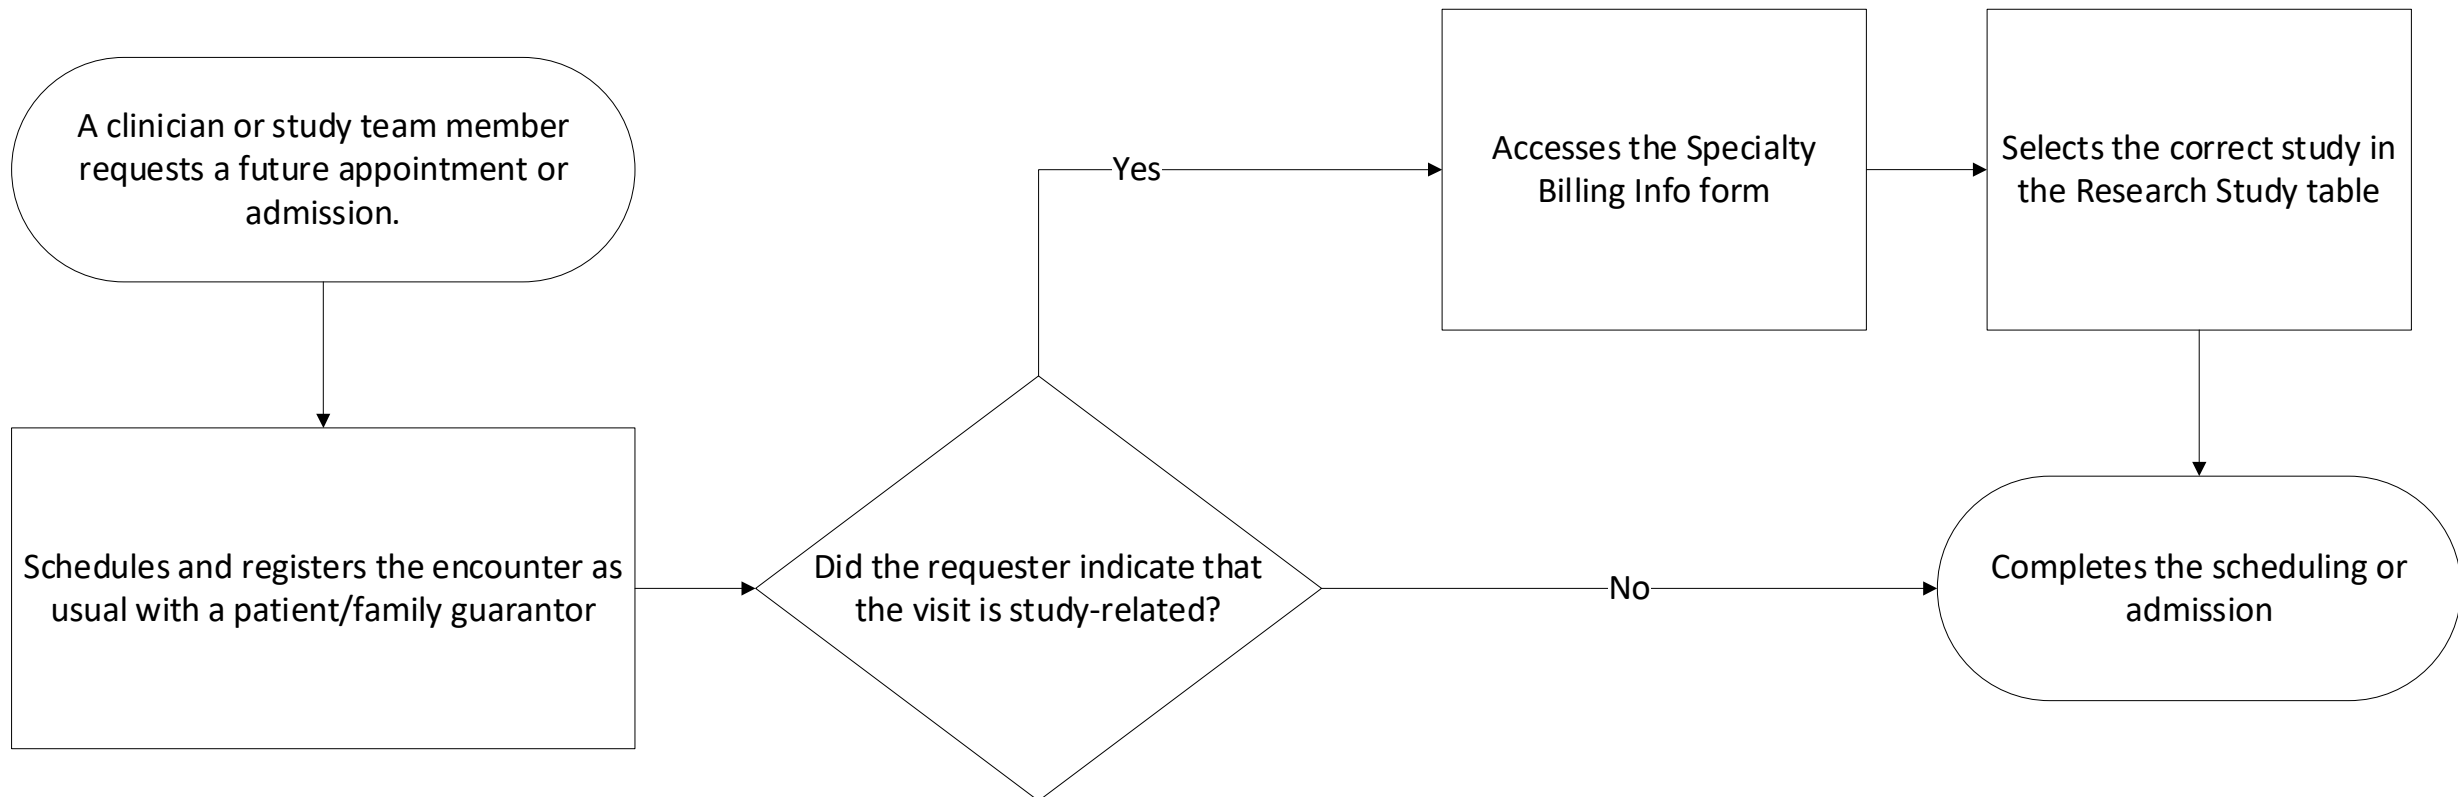 A clinician or study team member
requests a future appointment or
admission.
Schedules and registers the encounter as
usual with a patient/family guarantor
Did the requester indicate that
the visit is study-related?
Yes
Accesses the Specialty
Billing Info form
Selects the correct study in
the Research Study table
No
Completes the scheduling or
admission